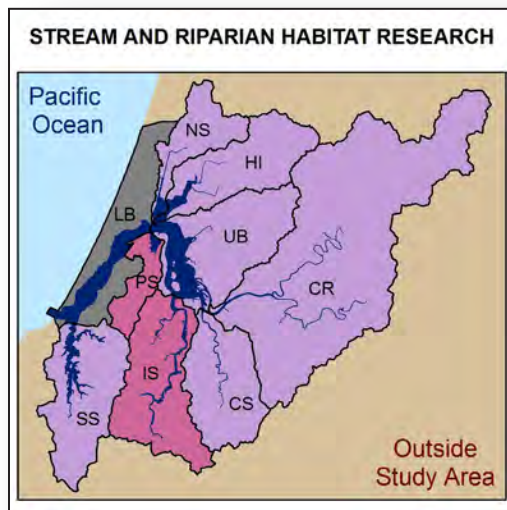 STREAM AND RIPARIAN HABITAT RESEARCH
Pacific
Ocean
NS
HI
LB
UB
PS
CR
IS
SS
CS
Outside
Study Area